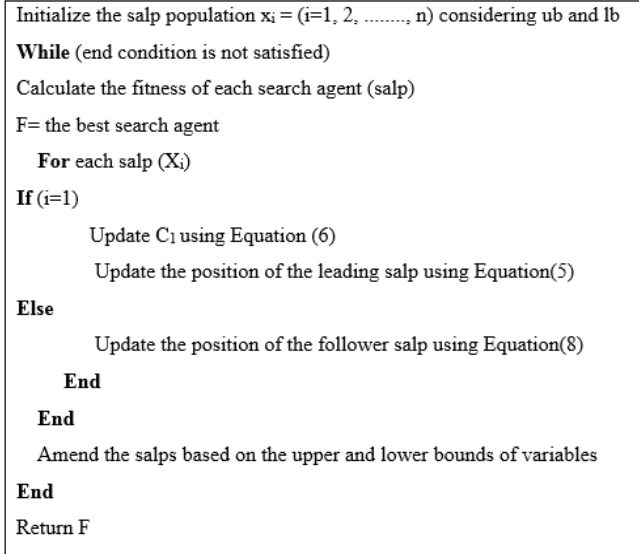 Initialize the salp population xᵢ = (i=1, 2, ........, n) considering ub and lb
While (end condition is not satisfied)
Calculate the fitness of each search agent (salp)
F= the best search agent
For each salp (Xᵢ)
If (i=1)
Update C₁ using Equation (6)
Update the position of the leading salp using Equation(5)
Else
Update the position of the follower salp using Equation(8)
End
End
Amend the salps based on the upper and lower bounds of variables
End
Return F